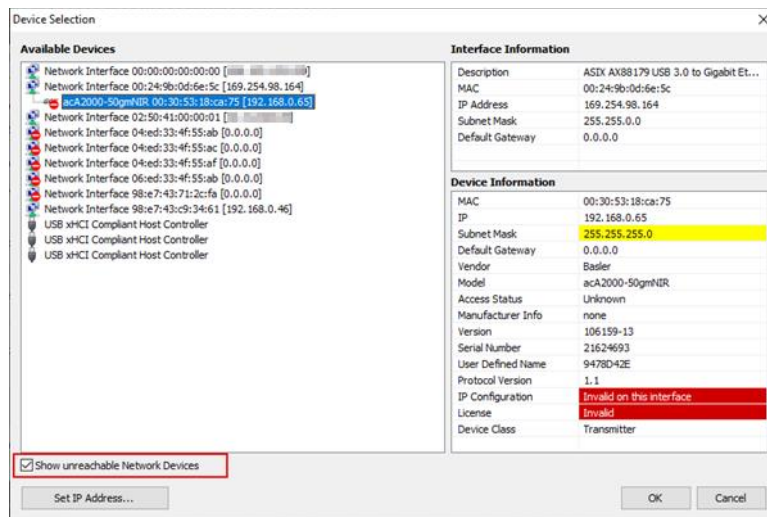 Device Selection
Available Devices
Network Interface 00:00:00:00:00:00 [
Network Interface 00:24:9b:0d:6e:5c [169.254.98.164]
acA2000-50gmNIR 00:30:53:18:ca:75 [192.168.0.65]
Network Interface 02:50:41:00:00:01 [
Network Interface 04:ed:33:4f:55:ab [0.0.0.0]
Network Interface 04:ed:33:4f:55:ac [0.0.0.0]
Network Interface 04:ed:33:4f:55:af [0.0.0.0]
Network Interface 06:ed:33:4f:55:ab [0.0.0.0]
Network Interface 98:e7:43:71:2c:fa [0.0.0.0]
Network Interface 98:e7:43:c9:34:61 [192.168.0.46]
USB xHCI Compliant Host Controller
USB xHCI Compliant Host Controller
USB xHCI Compliant Host Controller
Show unreachable Network Devices
Set IP Address...
Interface Information
Description ASIX AX88179 USB 3.0 to Gigabit Et...
MAC 00:24:9b:0d:6e:5c
IP Address 169.254.98.164
Subnet Mask 255.255.0.0
Default Gateway 0.0.0.0
Device Information
MAC 00:30:53:18:ca:75
IP 192.168.0.65
Subnet Mask 255.255.255.0
Default Gateway 0.0.0.0
Vendor Basler
Model acA2000-50gmNIR
Access Status Unknown
Manufacturer Info none
Version 106159-13
Serial Number 21624693
User Defined Name 9478D42E
Protocol Version 1.1
IP Configuration Invalid on this interface
License Invalid
Device Class Transmitter
OK Cancel